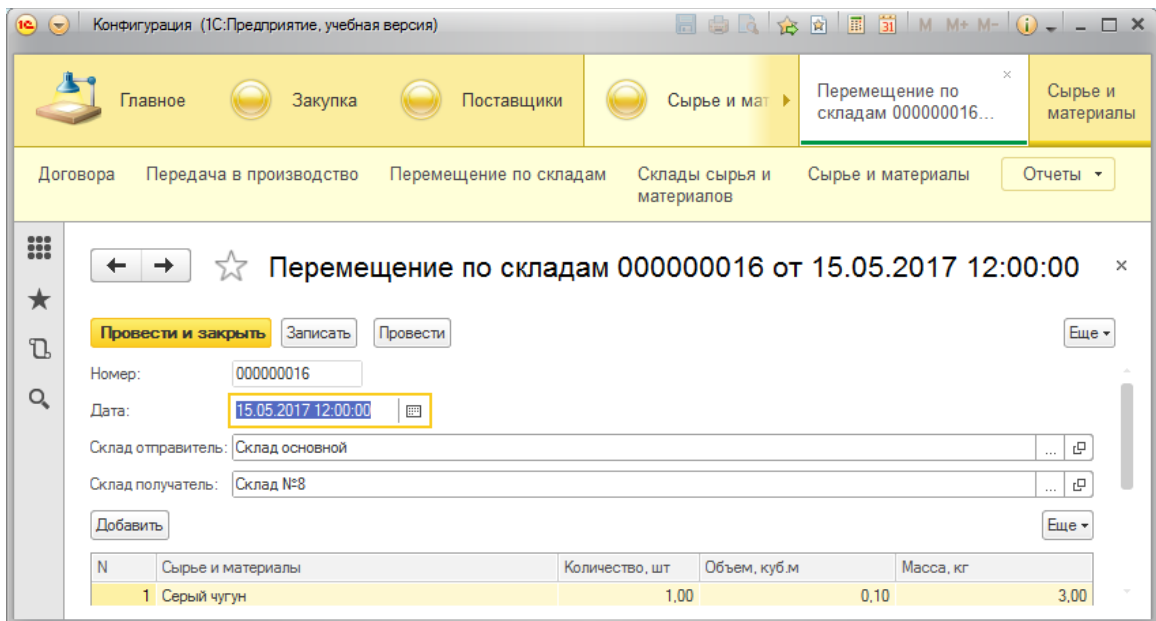 1С Конфигурация (1С:Предприятие, учебная версия) 31 M M+ M-
Главное Закупка Поставщики Сырье и мат
Перемещение по
складам 000000016...
Сырье и
материалы
Договора Передача в производство Перемещение по складам Склады сырья и
материалов
Сырье и материалы Отчеты
Перемещение по складам 000000016 от 15.05.2017 12:00:00
Провести и закрыть Записать Провести Еще
Номер: 000000016
Дата: 15.05.2017 12:00:00
Склад отправитель: Склад основной ...
Склад получатель: Склад №8 ...
Добавить Еще
N Сырье и материалы Количество, шт Объем, куб.м Масса, кг
1 Серый чугун 1,00 0,10 3,00